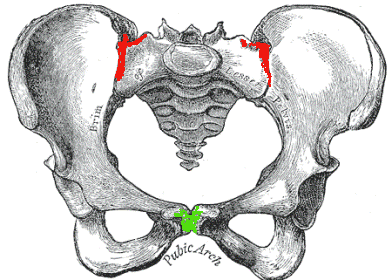 Brim
of
Lesser
Pelvis
Pubic Arch